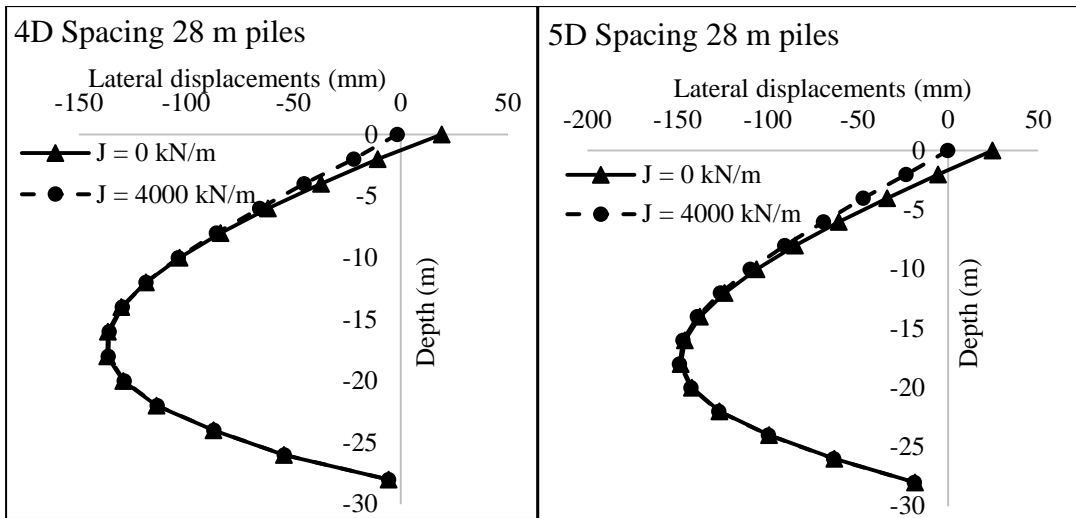 4D Spacing 28 m piles
Lateral displacements (mm)
-150 -100 -50 0 50
0
J = 0 kN/m
J = 4000 kN/m
-5
-10
-15
-20
-25
-30
Depth (m)
5D Spacing 28 m piles
Lateral displacements (mm)
-200 -150 -100 -50 0 50
0
J = 0 kN/m
J = 4000 kN/m
-5
-10
-15
-20
-25
-30
Depth (m)